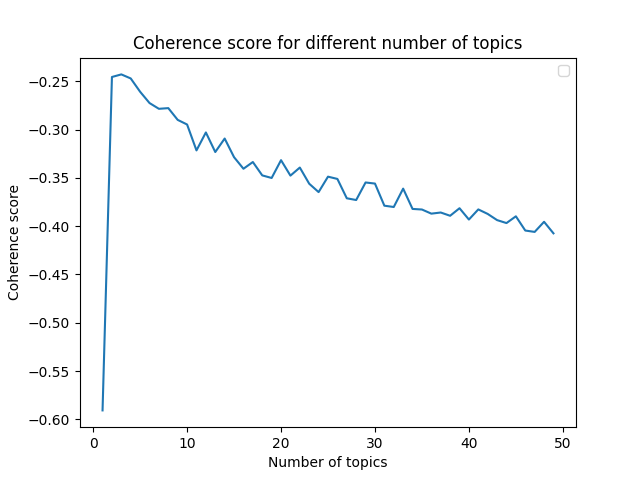 Coherence score for different number of topics
−0.25
−0.30
−0.35
−0.40
−0.45
−0.50
−0.55
−0.60
Coherence score
0 10 20 30 40 50
Number of topics